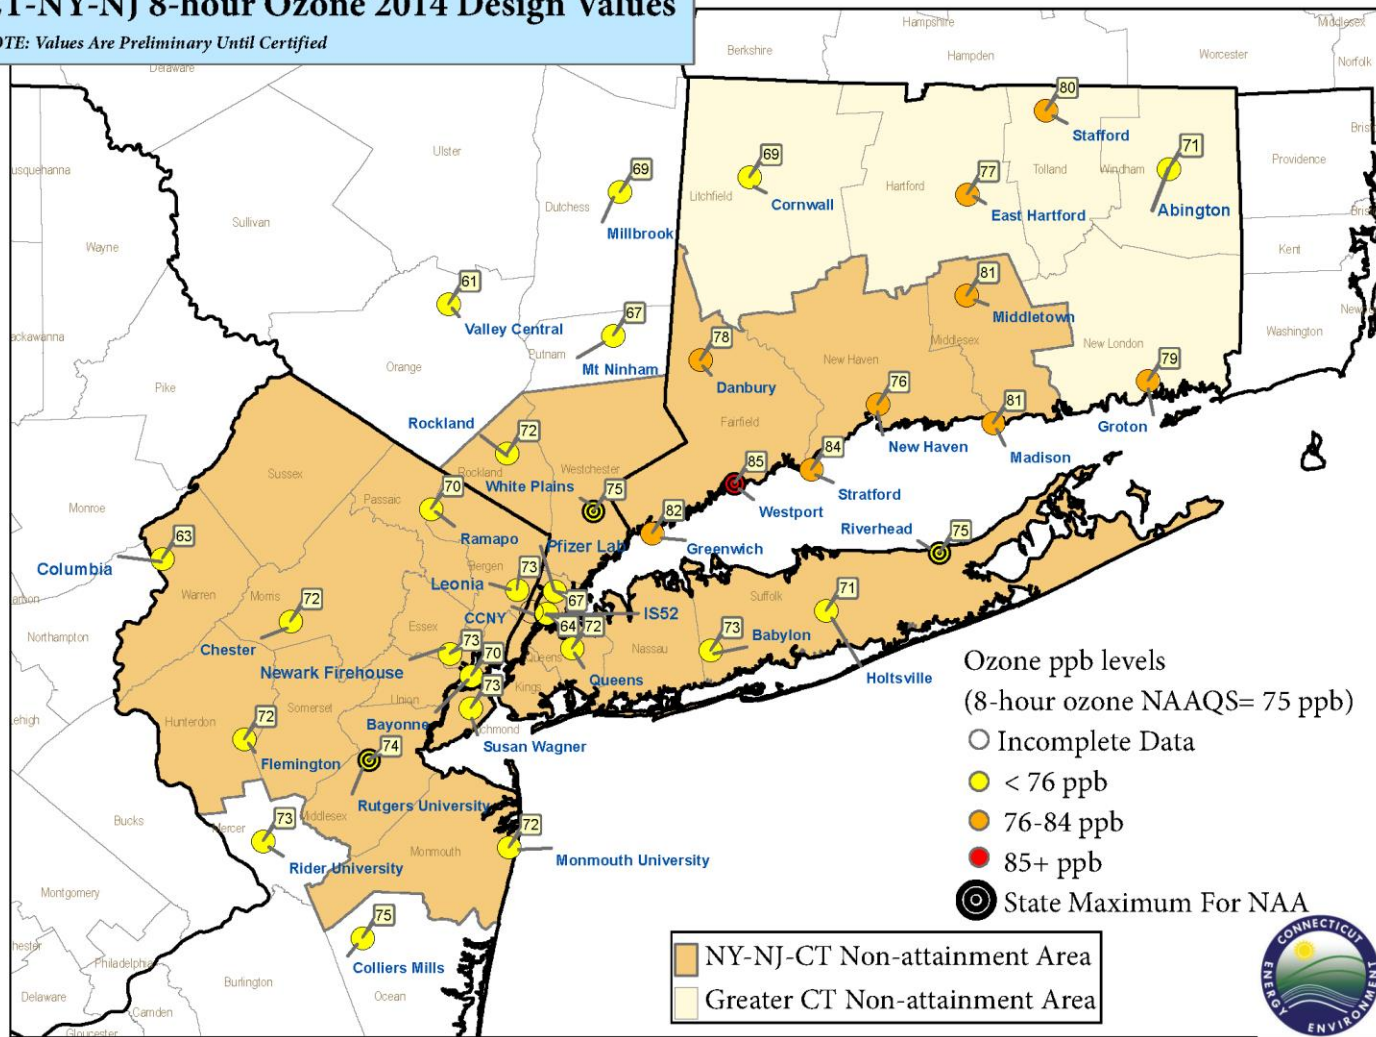 CT-NY-NJ 8-hour Ozone 2014 Design Values
NOTE: Values Are Preliminary Until Certified
Hampshire
Middlesex
Berkshire
Hampden
Worcester
Norfolk
Delaware
80
Stafford
Ulster
69
69
71
Providence
Litchfield
Hartford
77
Tolland
Windham
Dutchess
Cornwall
East Hartford
Abington
Sullivan
Millbrook
Wayne
Kent
61
81
Valley Central
67
Middletown
Putnam
Mt Ninham
78
New Haven
Middlesex
New London
Washington
Orange
79
Pike
Danbury
76
81
Rockland
72
Fairfield
Groton
New Haven
Madison
Sussex
Rockland
Westchester
85
84
70
White Plains
75
Stratford
Passaic
Monroe
Westport
82
Riverhead
75
63
Ramapo
Pfizer Lab
Greenwich
Columbia
Bergen
73
Leonia
Warren
Morris
72
67
Suffolk
71
CCNY
IS52
Northampton
Essex
64
72
73
Babylon
Chester
73
Queens
Nassau
Newark Firehouse
70
Queens
Holtsville
Ozone ppb levels
73
Kings
Union
(8-hour ozone NAAQS= 75 ppb)
Hunterdon
72
Somerset
Bayonne
Richmond
Incomplete Data
74
Susan Wagner
Flemington
< 76 ppb
Rutgers University
73
Middlesex
72
76-84 ppb
Bucks
Mercer
Monmouth
Monmouth University
85+ ppb
Rider University
Montgomery
State Maximum For NAA
75
Colliers Mills
NY-NJ-CT Non-attainment Area
Philadelphia
Burlington
Ocean
Greater CT Non-attainment Area
Delaware
Camden
Gloucester
CONNECTICUT
ENERGY
ENVIRONMENT